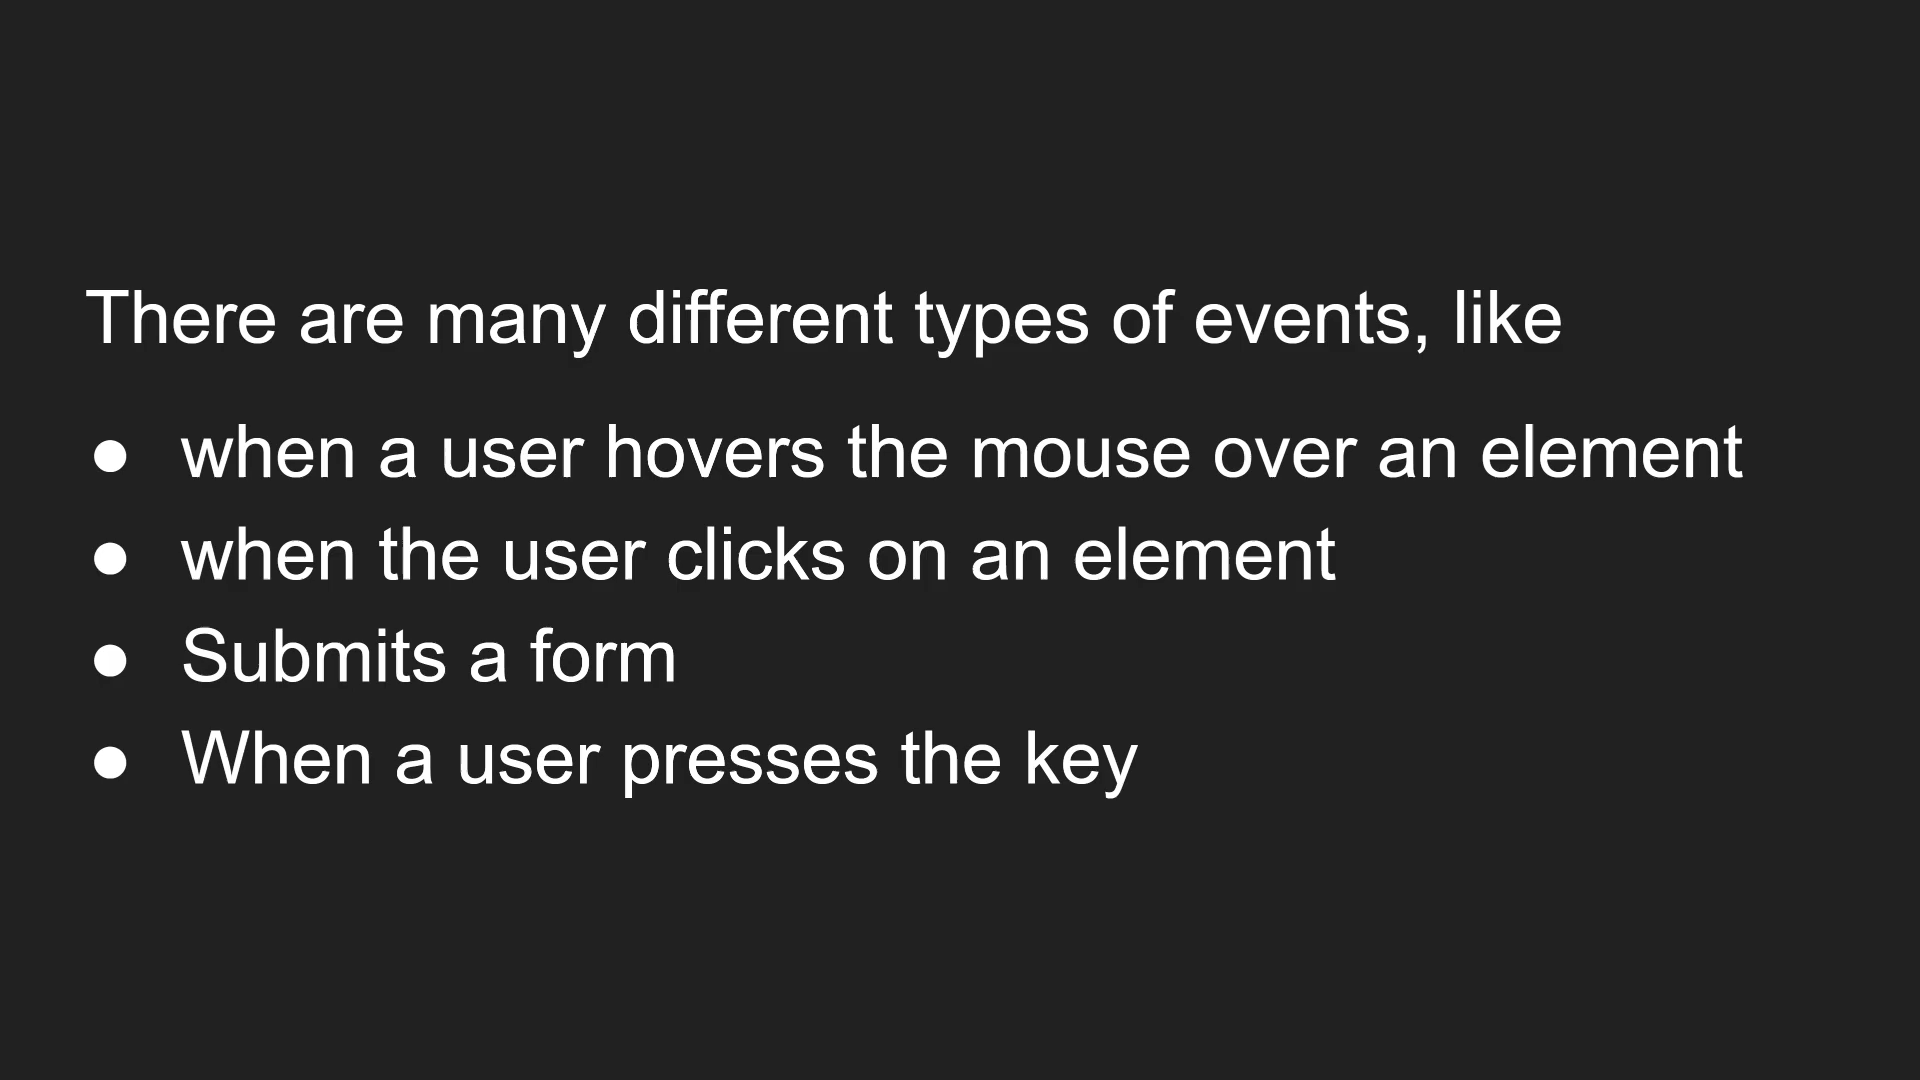 There are many different types of events, like
● when a user hovers the mouse over an element
● when the user clicks on an element
● Submits a form
● When a user presses the key